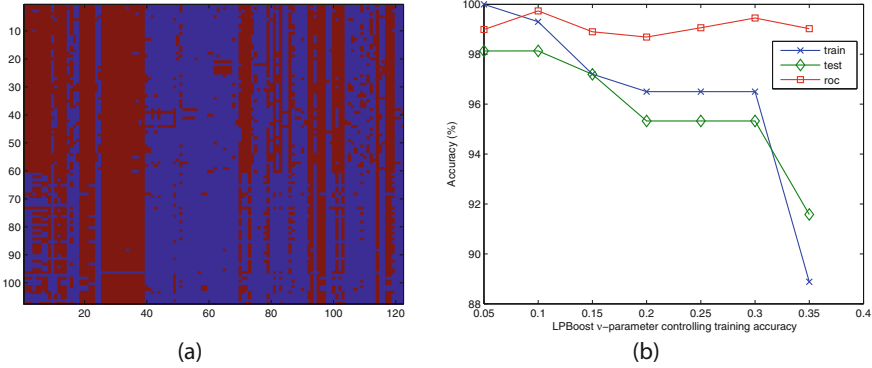 10
20
30
40
50
60
70
80
90
100
20 40 60 80 100 120
(a)
100
98
96
94
92
90
88
Accuracy (%)
train
test
roc
0.05 0.1 0.15 0.2 0.25 0.3 0.35 0.4
LPBoost ν−parameter controlling training accuracy
(b)